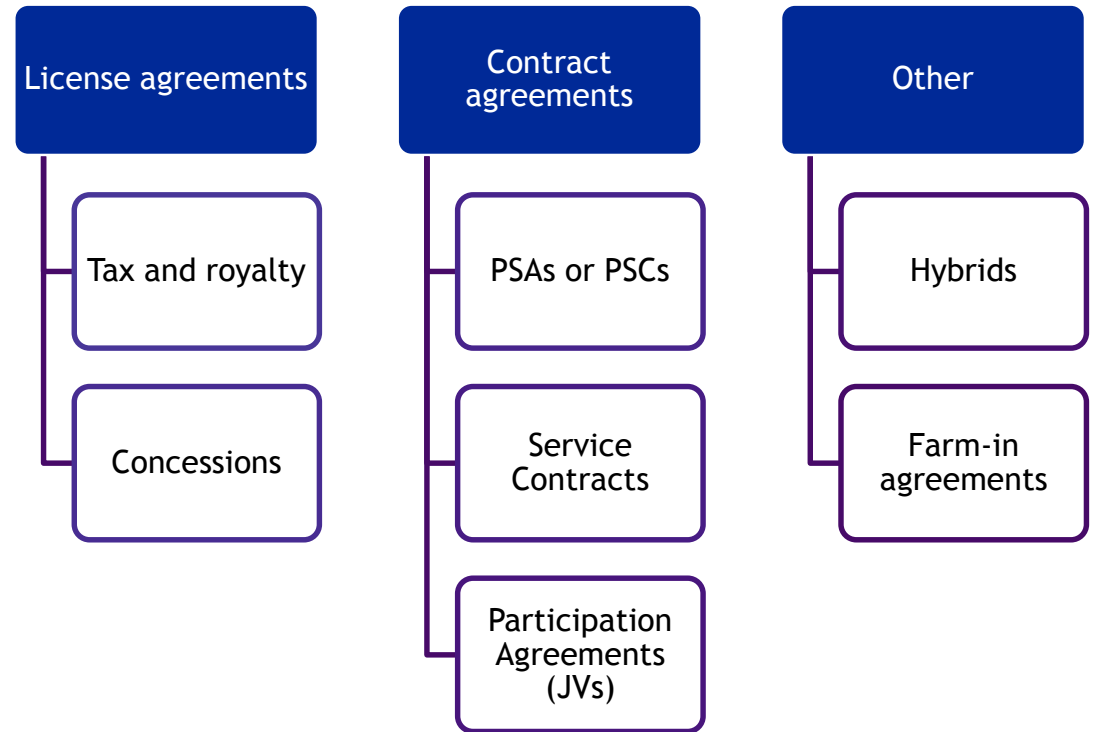 License agreements
Tax and royalty
Concessions
Contract
agreements
PSAs or PSCs
Service
Contracts
Participation
Agreements
(JVs)
Other
Hybrids
Farm-in
agreements